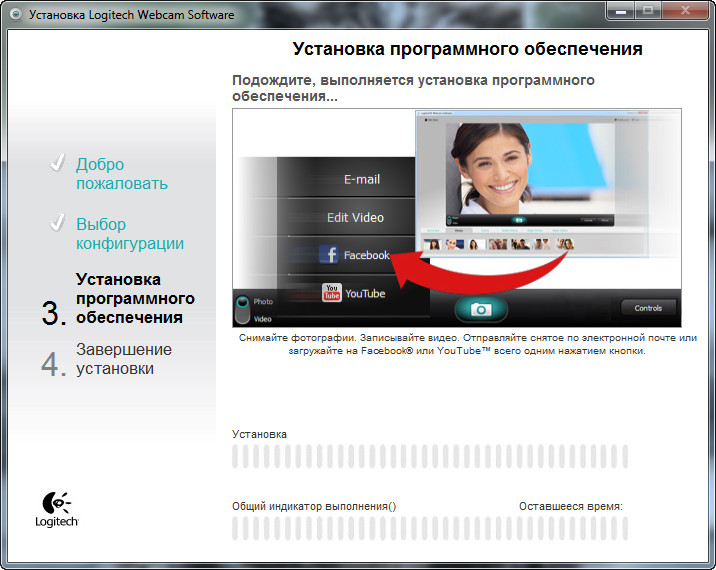 Установка Logitech Webcam Software
Установка программного обеспечения
Подождите, выполняется установка программного
обеспечения...
Добро
пожаловать
Выбор
конфигурации
3. Установка
программного
обеспечения
4. Завершение
установки
E-mail
Edit Video
Facebook
You Tube YouTube
Photo
Video
Controls
Снимайте фотографии. Записывайте видео. Отправляйте снятое по электронной почте или
загружайте на Facebook® или YouTube™ всего одним нажатием кнопки.
Установка
Общий индикатор выполнения()
Оставшееся время:
Logitech